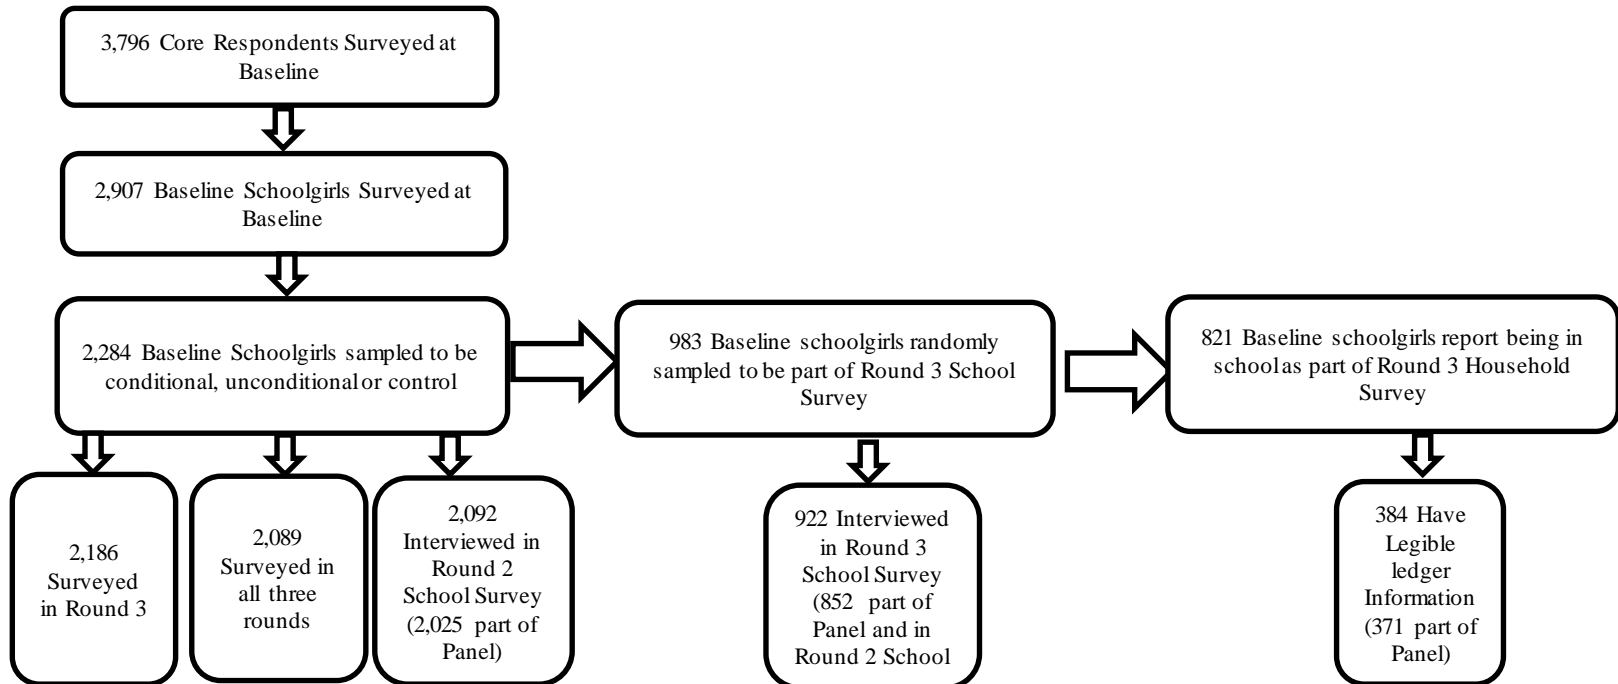 3,796 Core Respondents Surveyed at
Baseline
2,907 Baseline Schoolgirls Surveyed at
Baseline
2,284 Baseline Schoolgirls sampled to be
conditional, unconditional or control
983 Baseline schoolgirls randomly
sampled to be part of Round 3 School
Survey
821 Baseline schoolgirls report being in
school as part of Round 3 Household
Survey
2,186
Surveyed
in Round 3
2,089
Surveyed in
all three
rounds
2,092
Interviewed in
Round 2
School Survey
(2,025 part of
Panel)
922 Interviewed
in Round 3
School Survey
(852 part of
Panel and in
Round 2 School
384 Have
Legible
ledger
Information
(371 part of
Panel)